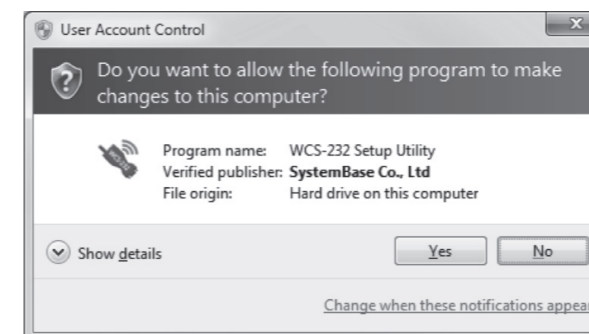 User Account Control
Do you want to allow the following program to make
changes to this computer?
WCS-232
Program name: WCS-232 Setup Utility
Verified publisher: SystemBase Co., Ltd
File origin: Hard drive on this computer
Show details
Yes
No
Change when these notifications appea